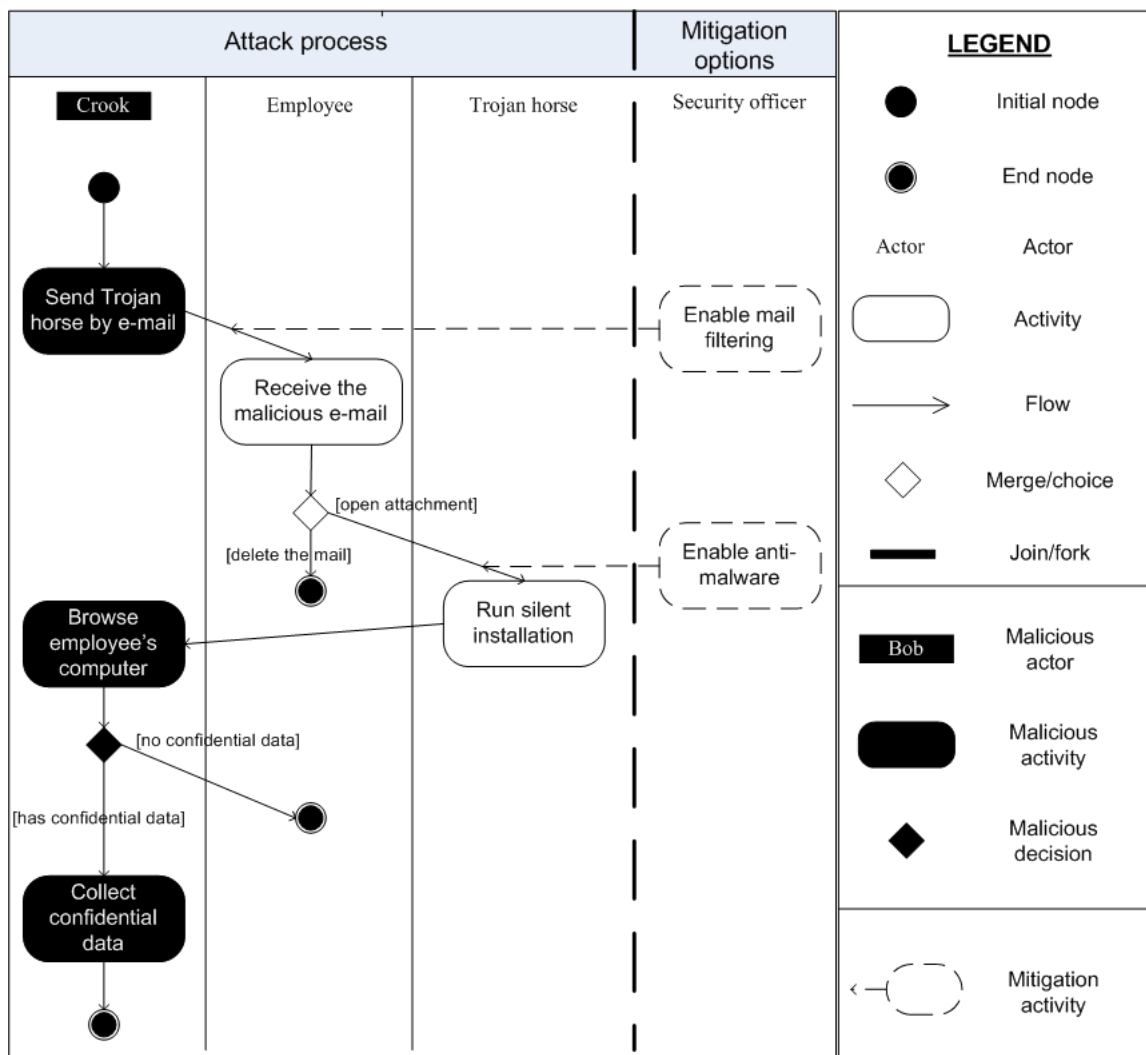 Attack process
Mitigation
options
Crook
Employee
Trojan horse
Security officer
Send Trojan
horse by e-mail
Enable mail
filtering
Receive the
malicious e-mail
[open attachment]
[delete the mail]
Enable anti-
malware
Run silent
installation
Browse
employee's
computer
[no confidential data]
[has confidential data]
Collect
confidential
data
LEGEND
Initial node
End node
Actor
Actor
Activity
Flow
Merge/choice
Join/fork
Bob
Malicious
actor
Malicious
activity
Malicious
decision
Mitigation
activity